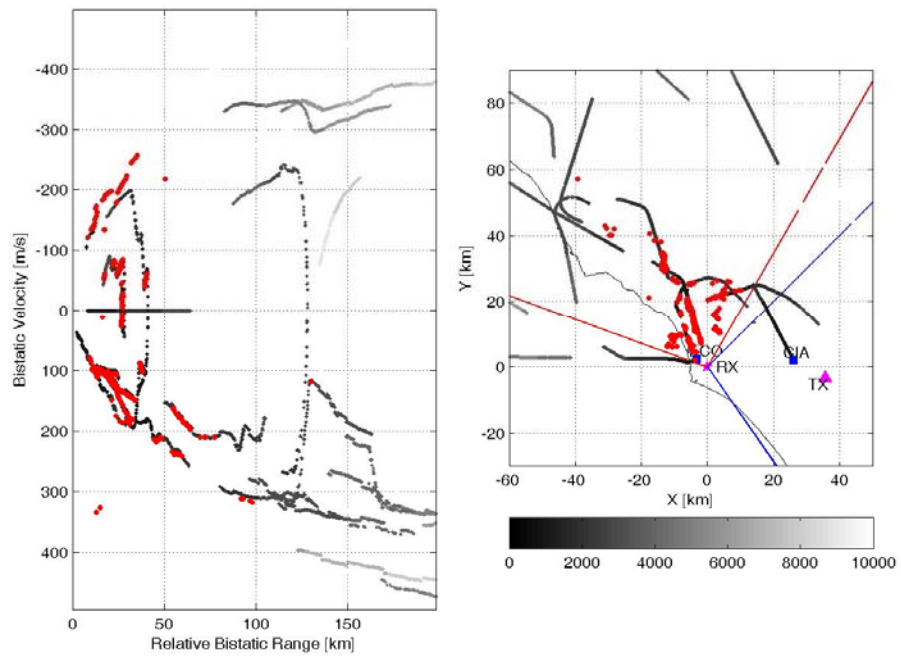 -400
-300
-200
-100
0
100
200
300
400
0 50 100 150
Bistatic Velocity [m/s]
Relative Bistatic Range [km]
80
60
40
20
0
-20
-60 -40 -20 0 20 40
Y [km]
X [km]
CO
RX
CIA
TX
0 2000 4000 6000 8000 10000